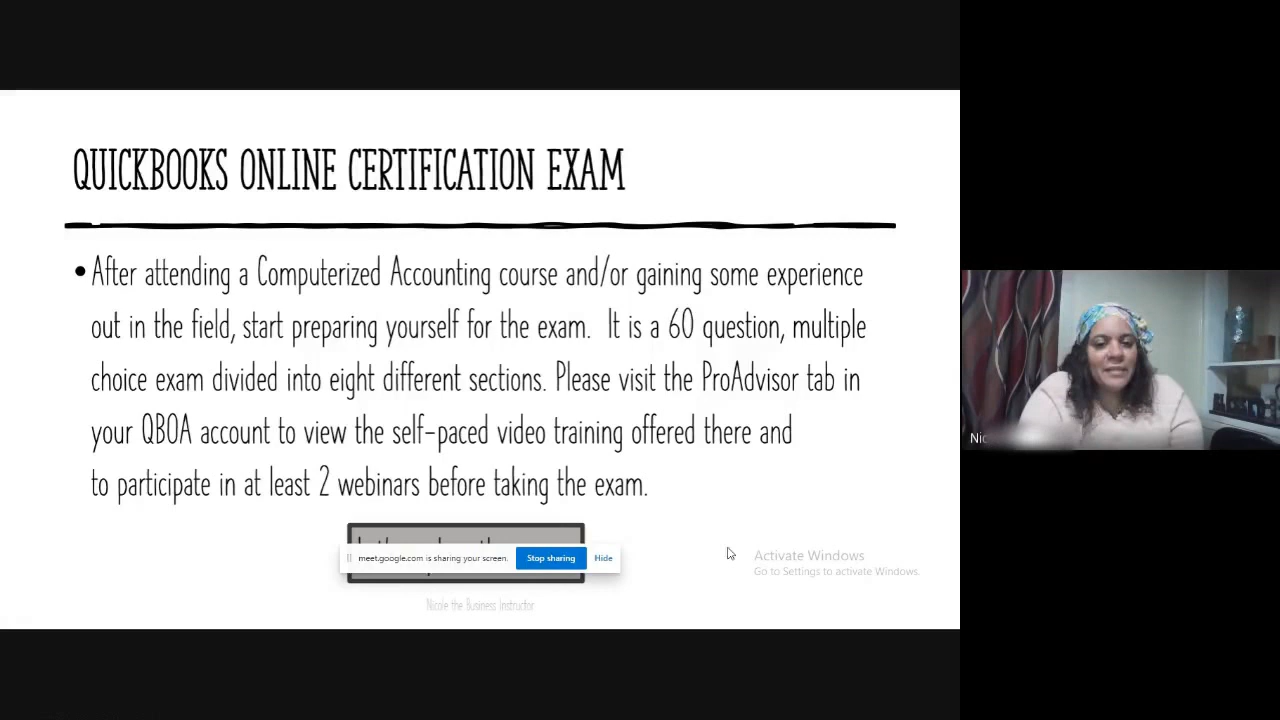 QUICKBOOKS ONLINE CERTIFICATION EXAM
•After attending a Computerized Accounting course and/or gaining some experience
out in the field, start preparing yourself for the exam. It is a 60 question, multiple
choice exam divided into eight different sections. Please visit the ProAdvisor tab in
your QBOA account to view the self-paced video training offered there and
to participate in at least 2 webinars before taking the exam.
meet.google.com is sharing your screen. Stop sharing Hide
Activate Windows
Go to Settings to activate Windows.
Nicole the Business Instructor
Nic